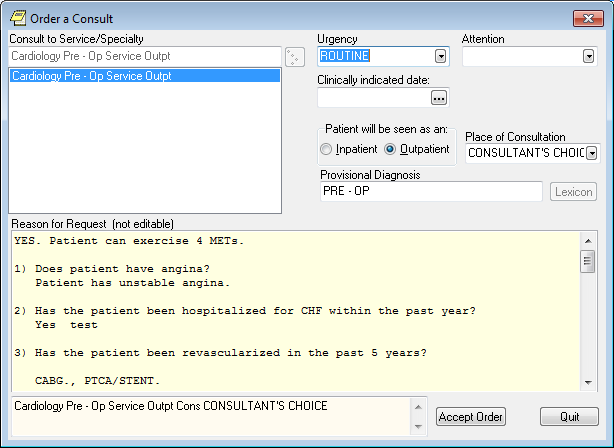 Order a Consult
Consult to Service/Specialty
Cardiology Pre - Op Service Outpt
Cardiology Pre - Op Service Outpt
Urgency
ROUTINE
Attention
Clinically indicated date:
...
Patient will be seen as an:
Inpatient
Outpatient
Place of Consultation
CONSULTANT'S CHOIC
Provisional Diagnosis
PRE - OP
Lexicon
Reason for Request (not editable)
YES. Patient can exercise 4 METs.
1) Does patient have angina?
Patient has unstable angina.
2) Has the patient been hospitalized for CHF within the past year?
Yes test
3) Has the patient been revascularized in the past 5 years?
CABG., PTCA/STENT.
Cardiology Pre - Op Service Outpt Cons CONSULTANT'S CHOICE
Accept Order
Quit